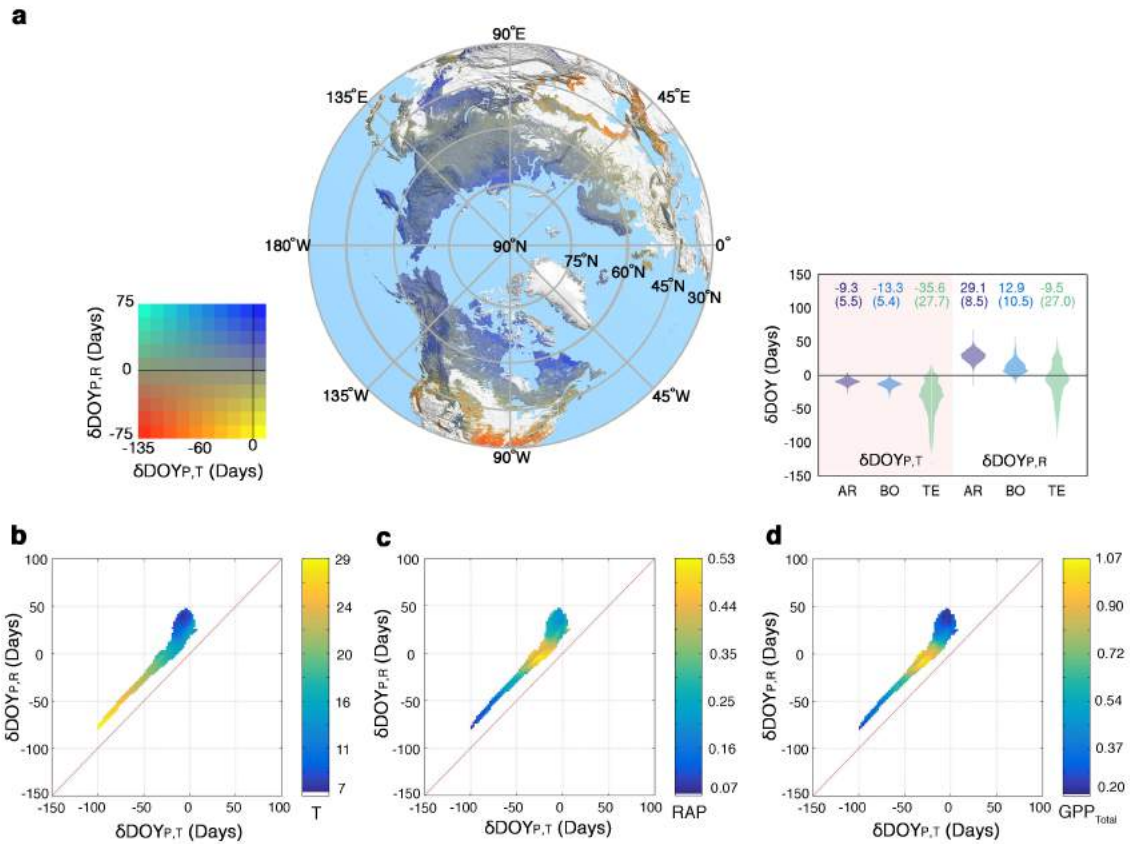 a
90°E
135°E
45°E
180°W
90°N
0°
75°N
60°N
45°N
30°N
135°W
45°W
90°W
75
0
-75
δDOYP,R (Days)
-135
-60
0
δDOYP,T (Days)
150
100
50
0
-50
-100
-150
δDOY (Days)
-9.3 -13.3 -35.6 29.1 12.9 -9.5
(5.5) (5.4) (27.7) (8.5) (10.5) (27.0)
δDOYP,T δDOYP,R
AR BO TE AR BO TE
b
100
50
0
-50
-100
-150
δDOYP,R (Days)
-150 -100 -50 0 50 100
δDOYP,T (Days)
29
24
20
16
11
7
T
c
100
50
0
-50
-100
-150
δDOYP,R (Days)
-150 -100 -50 0 50 100
δDOYP,T (Days)
0.53
0.44
0.35
0.25
0.16
0.07
RAP
d
100
50
0
-50
-100
-150
δDOYP,R (Days)
-150 -100 -50 0 50 100
δDOYP,T (Days)
1.07
0.90
0.72
0.54
0.37
0.20
GPPTotal